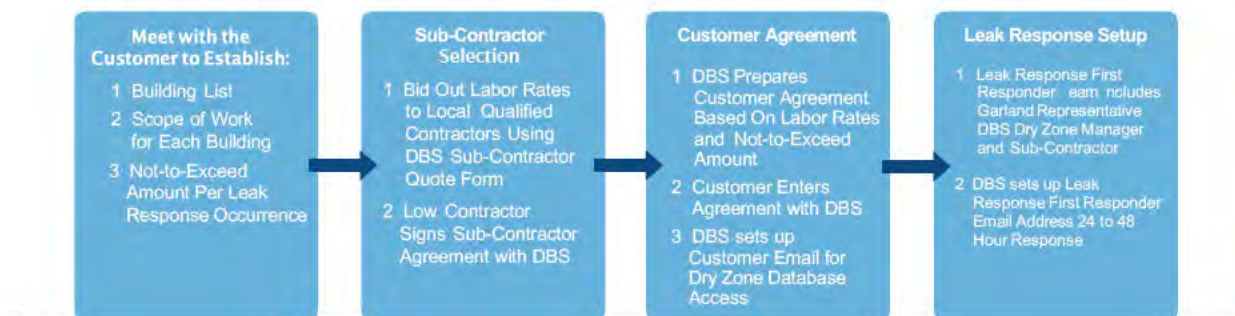 Meet with the
Customer to Establish:
1 Building List
2 Scope of Work
for Each Building
3 Not-to-Exceed
Amount Per Leak
Response Occurrence
Sub-Contractor
Selection
1 Bid Out Labor Rates
to Local Qualified
Contractors Using
DBS Sub-Contractor
Quote Form
2 Low Contractor
Signs Sub-Contractor
Agreement with DBS
Customer Agreement
1 DBS Prepares
Customer Agreement
Based On Labor Rates
and Not-to-Exceed
Amount
2 Customer Enters
Agreement with DBS
3 DBS sets up
Customer Email for
Dry Zone Database
Access
Leak Response Setup
1 Leak Response First
Responder eam ncludes
Garland Representative
DBS Dry Zone Manager
and Sub-Contractor
2 DBS sets up Leak
Response First Responder
Email Address 24 to 48
Hour Response